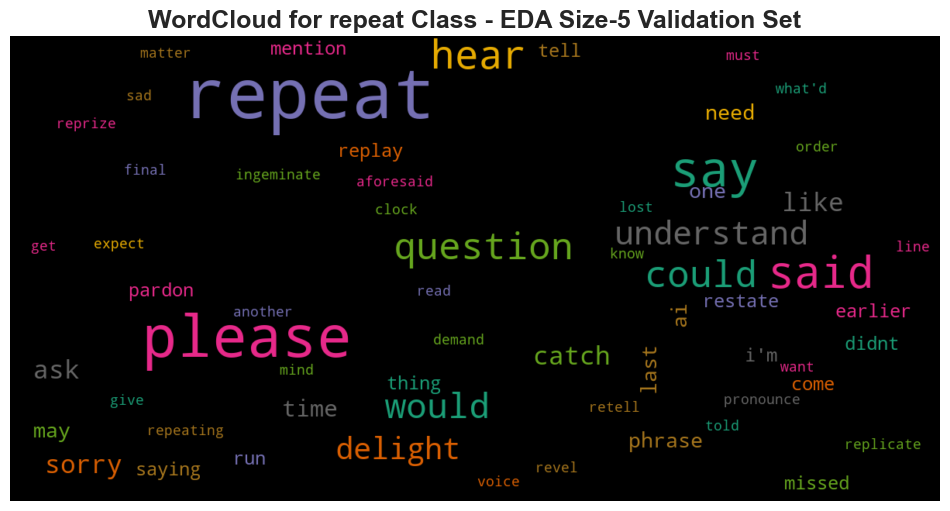 WordCloud for repeat Class - EDA Size-5 Validation Set
matter
mention
hear
tell
must
sad
repeat
what'd
reprize
need
replay
order
final
ingeminate
aforesaid
say
one
clock
lost
like
get
expect
question
understand
know
line
pardon
read
could
said
restate
another
please
ai
earlier
demand
didnt
ask
mind
catch
last
i'm
want
thing
come
give
time
would
retell
pronounce
may
repeating
told
phrase
replicate
sorry
saying
run
delight
revel
voice
missed